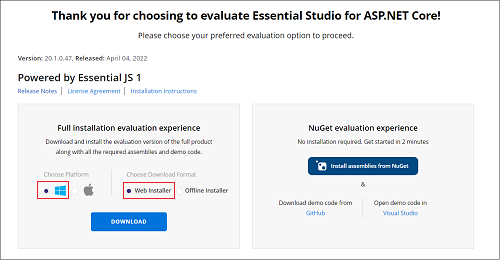 Thank you for choosing to evaluate Essential Studio for ASP.NET Core!
Please choose your preferred evaluation option to proceed.
Version: 20.1.0.47, Released: April 04, 2022
Powered by Essential JS 1
Release Notes | License Agreement | Installation Instructions
Full installation evaluation experience
Download and install the evaluation version of the full product
along with all the required assemblies and demo code.
Choose Platform
Choose Download Format
Web Installer
Offline Installer
DOWNLOAD
NuGet evaluation experience
No installation required. Get started in 2 minutes
Install assemblies from NuGet
&
Download demo code from
GitHub
Open demo code in
Visual Studio